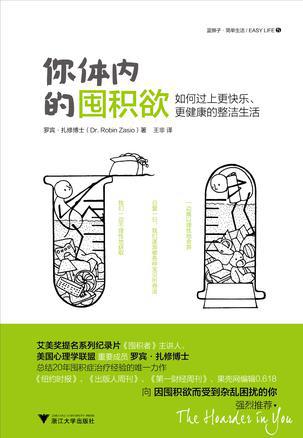 蓝狮子·简单生活/EASY LIFE
你体内
的囤积欲
如何过上更快乐、
更健康的整洁生活
罗宾·扎修博士(Dr. Robin Zasio)著 王非 译
艾美奖提名系列纪录片《囤积者》主讲人、
美国心理学联盟 重要成员 罗宾·扎修博士
总结20年囤积症治疗经验的唯一力作
《纽约时报》、《出版人周刊》、《第一财经周刊》、果壳网编辑0.618
向 因囤积欲而受到杂乱困扰的你
强烈推荐
The Hoarder in You
浙江大学出版社